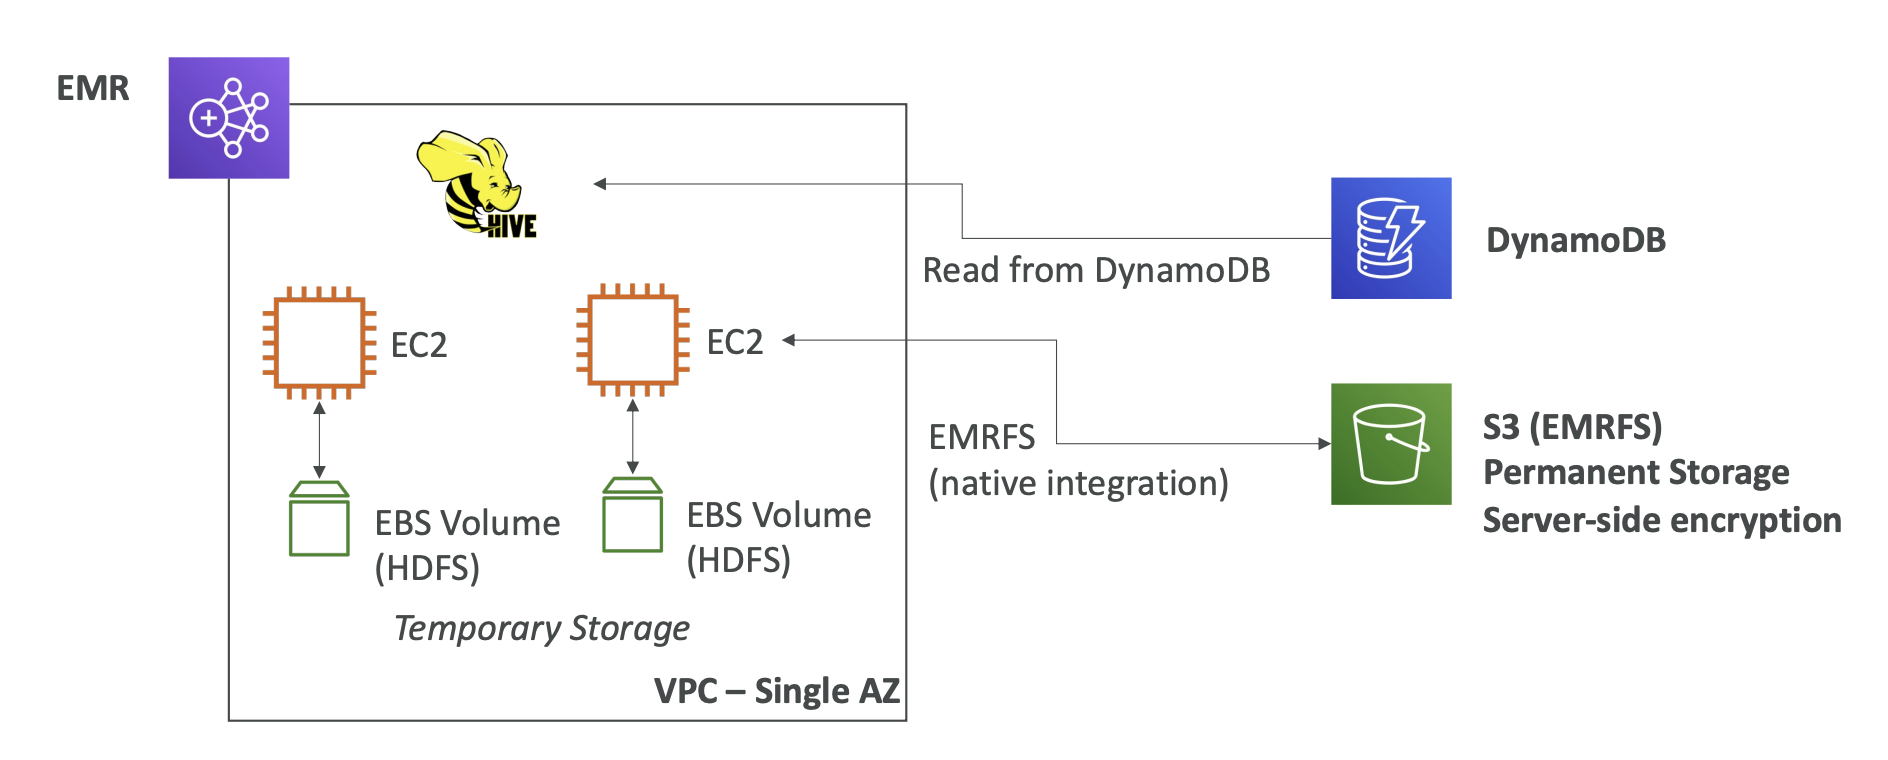 EMR
HIVE
DynamoDB
Read from DynamoDB
EC2
EC2
EMRFS
(native integration)
S3 (EMRFS)
Permanent Storage
Server-side encryption
EBS Volume
(HDFS)
EBS Volume
(HDFS)
Temporary Storage
VPC – Single AZ